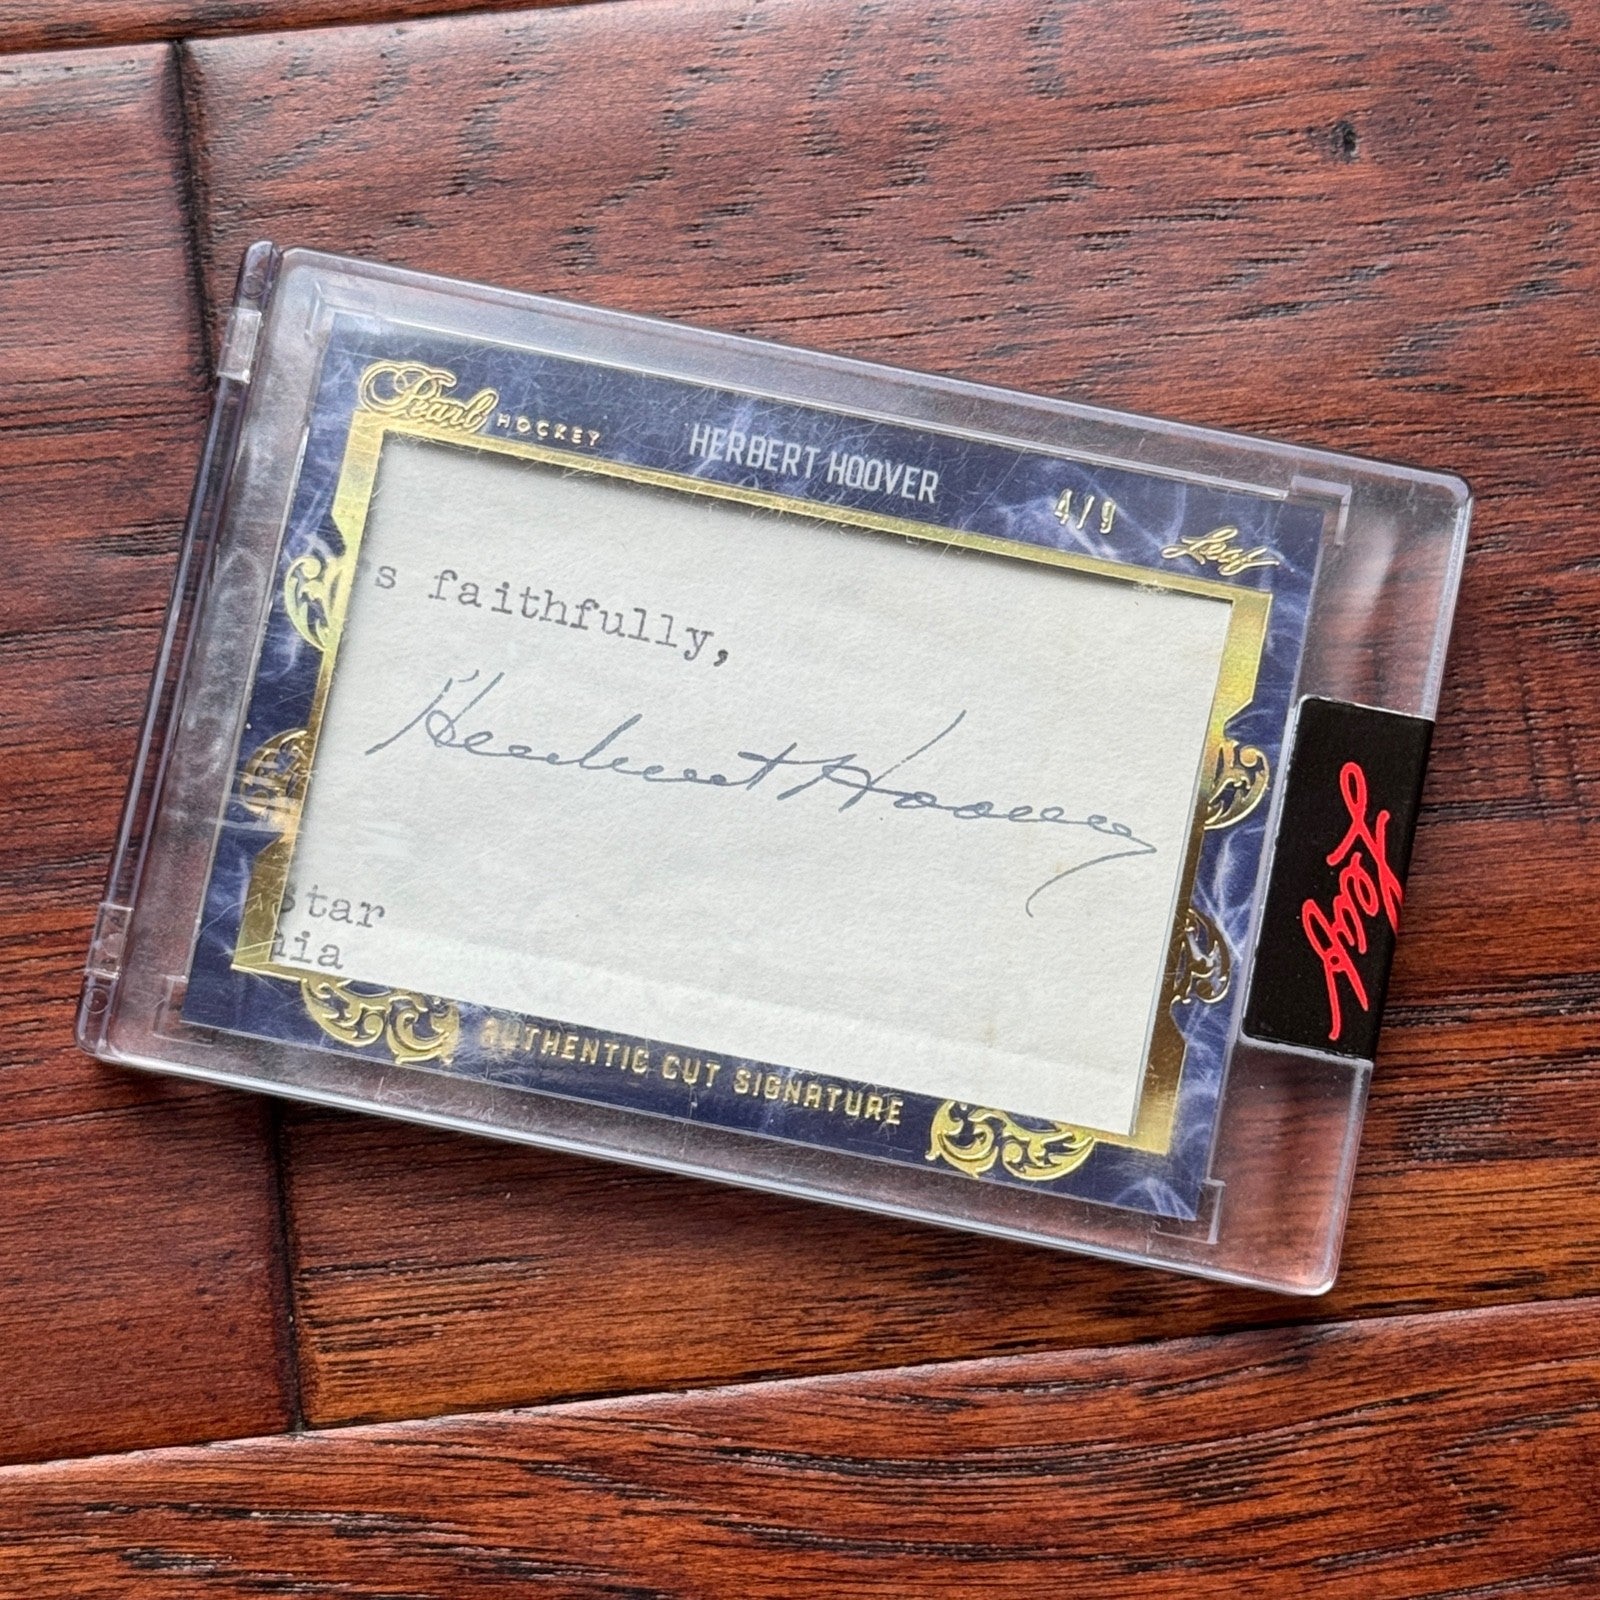 Pearl HOCKEY
HERBERT HOOVER
4/9
Leaf
s faithfully,
Herbert Hoover
star
nia
AUTHENTIC CUT SIGNATURE
Leaf